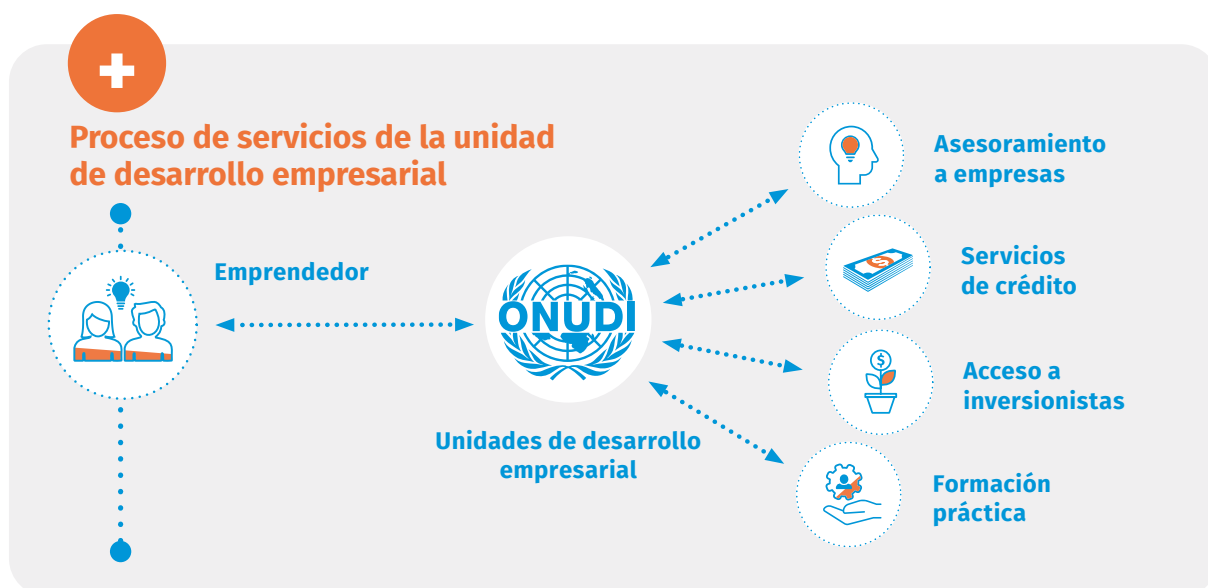 Proceso de servicios de la unidad
de desarrollo empresarial
Emprendedor
ONUDI
Unidades de desarrollo
empresarial
Asesoramiento
a empresas
Servicios
de crédito
Acceso a
inversionistas
Formación
práctica